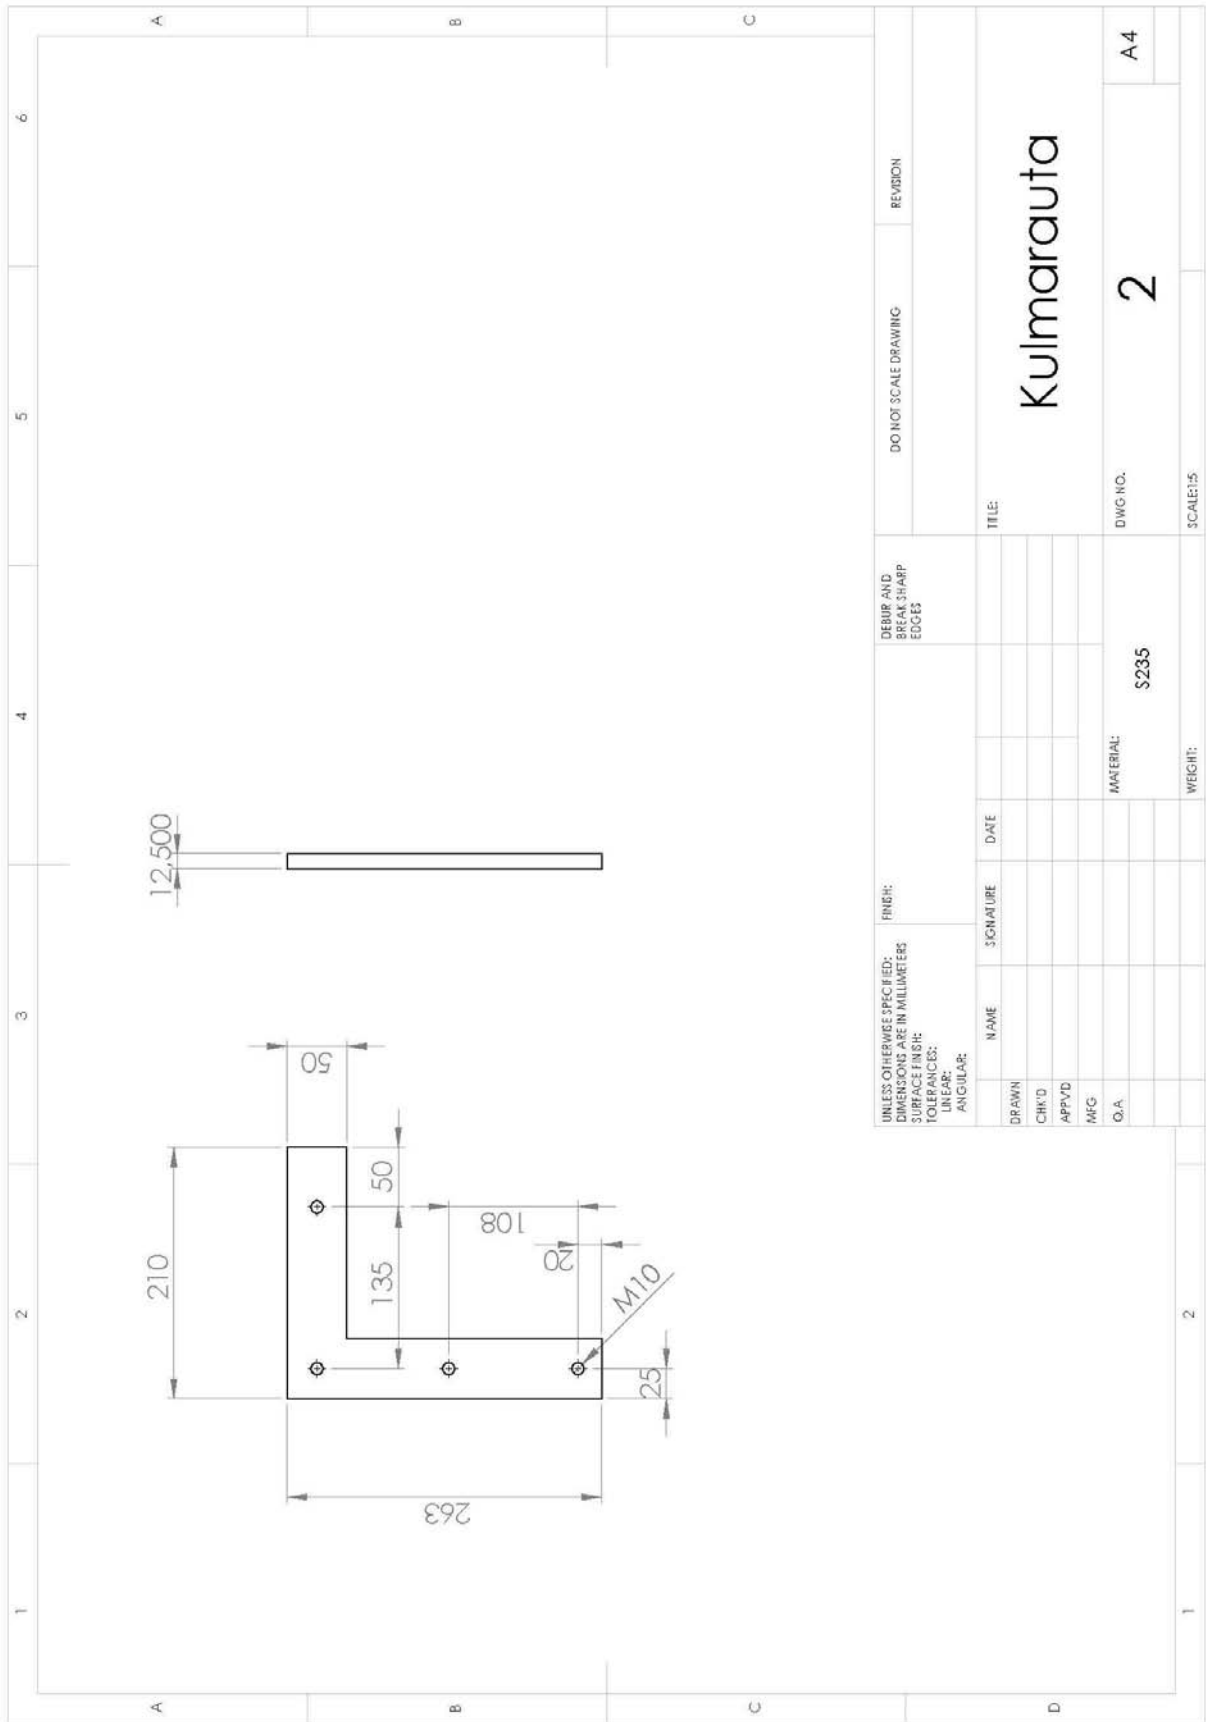 6
5
4
3
2
1
A
B
C
A
B
C
D
2
1
210
50
50
135
108
20
M10
25
263
12,500
UNLESS OTHERWISE SPECIFIED:
DIMENSIONS ARE IN MILLIMETERS
SURFACE FINISH:
TOLERANCES:
LINEAR:
ANGULAR:
FINISH:
DEBUR AND
BREAK SHARP
EDGES
DO NOT SCALE DRAWING
REVISION
NAME
SIGNATURE
DATE
DRAWN
CHK'D
APPV'D
MFG
Q.A
TITLE:
Kulmarauta
MATERIAL:
S235
DWG NO.
2
A4
WEIGHT:
SCALE:1:5